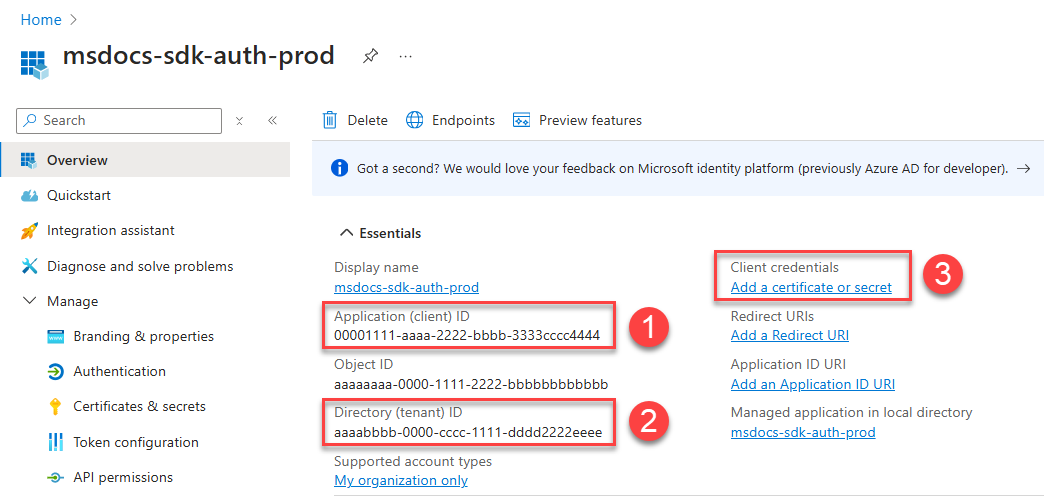 Home
msdocs-sdk-auth-prod
Search
Delete
Endpoints
Preview features
Overview
Got a second? We would love your feedback on Microsoft identity platform (previously Azure AD for developer).
Quickstart
Integration assistant
Diagnose and solve problems
Manage
Branding & properties
Authentication
Certificates & secrets
Token configuration
API permissions
Essentials
Display name
msdocs-sdk-auth-prod
Application (client) ID
00001111-aaaa-2222-bbbb-3333cccc4444
1
Object ID
aaaaaaaa-0000-1111-2222-bbbbbbbbbbbb
Directory (tenant) ID
aaaabbbb-0000-cccc-1111-dddd2222eeee
2
Supported account types
My organization only
Client credentials
Add a certificate or secret
3
Redirect URIs
Add a Redirect URI
Application ID URI
Add an Application ID URI
Managed application in local directory
msdocs-sdk-auth-prod